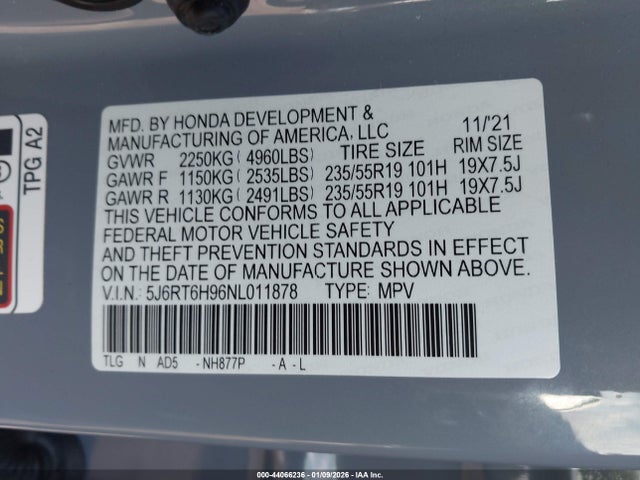 MFD. BY HONDA DEVELOPMENT & 11/21
MANUFACTURING OF AMERICA, LLC
GVWR 2250KG( 4960LBS) TIRE SIZE RIM SIZE
GAWR F 1150KG( 2535LBS) 235/55R19 101H 19X7.5J
GAWR R 1130KG( 2491LBS) 235/55R19 101H 19X7.5J
THIS VEHICLE CONFORMS TO ALL APPLICABLE
FEDERAL MOTOR VEHICLE SAFETY
AND THEFT PREVENTION STANDARDS IN EFFECT
ON THE DATE OF MANUFACTURE SHOWN ABOVE.
V.I.N.: 5J6RT6H96NL011878 TYPE: MPV
TLG N AD5 -NH877P -A -L
TPG A2
000-44066236 - 01/09/2026 - IAA Inc.